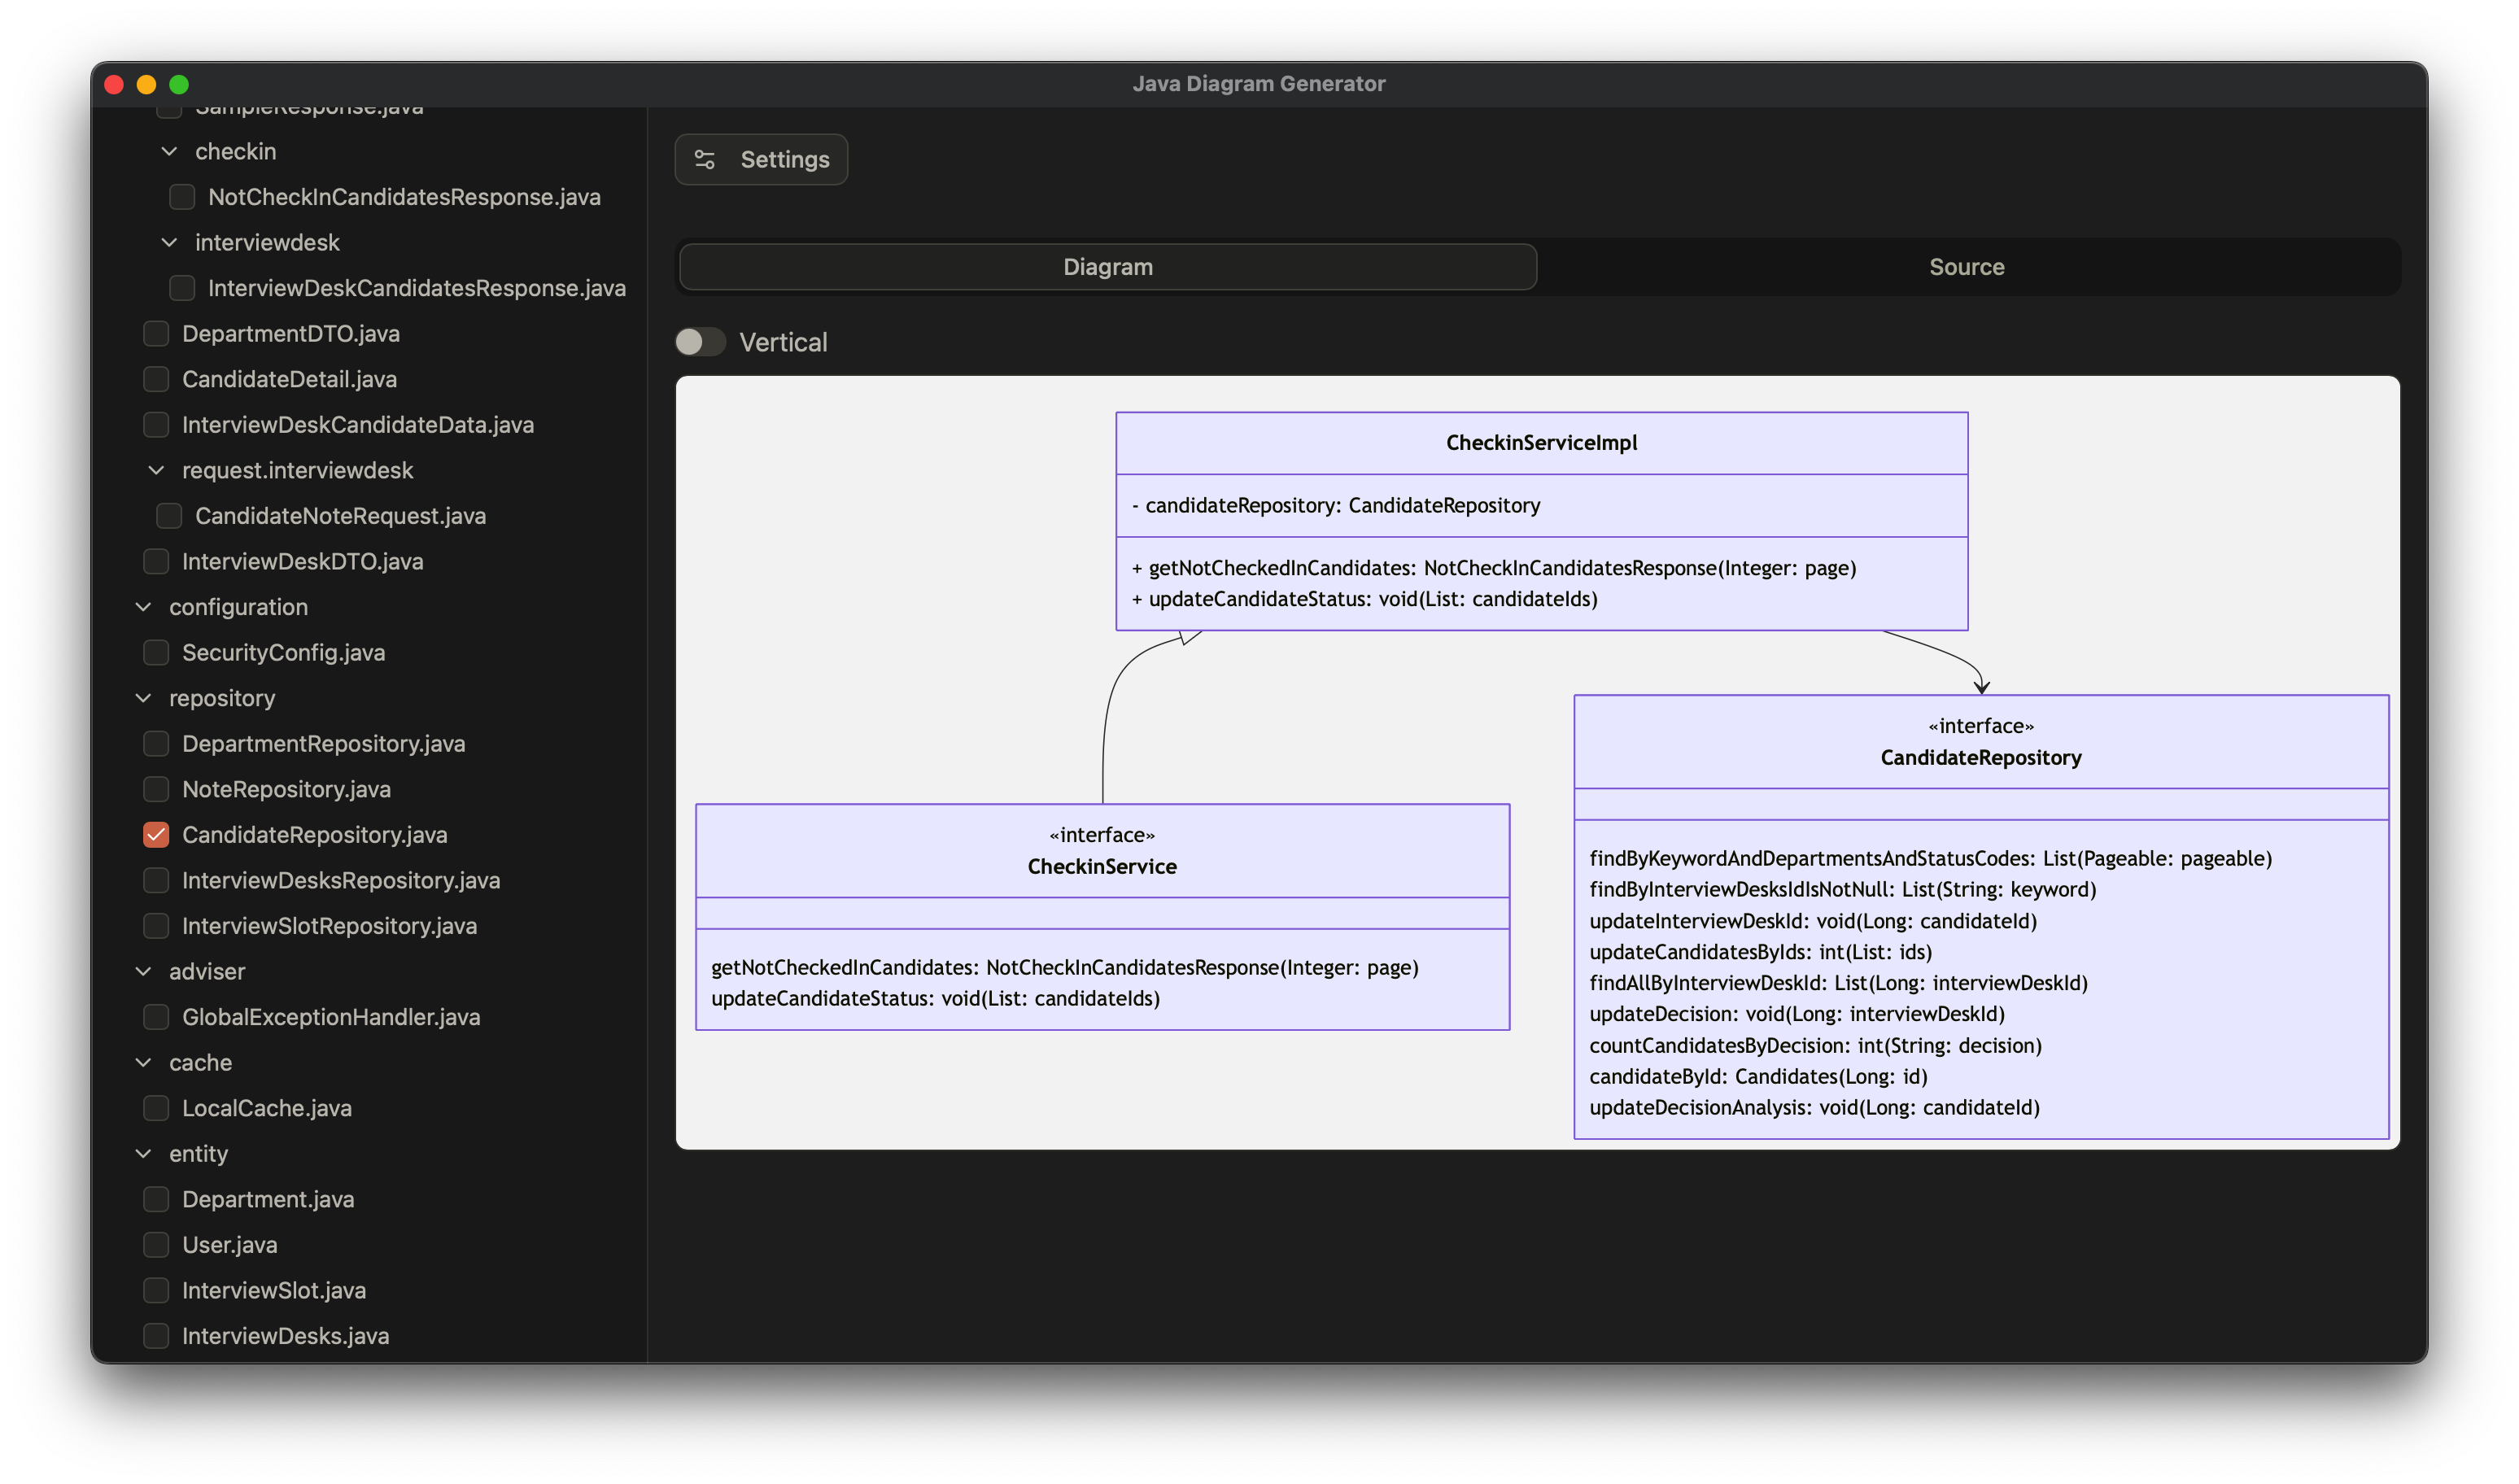 Java Diagram Generator
SampleResponse.java
checkin
NotCheckInCandidatesResponse.java
interviewdesk
InterviewDeskCandidatesResponse.java
DepartmentDTO.java
CandidateDetail.java
InterviewDeskCandidateData.java
request.interviewdesk
CandidateNoteRequest.java
InterviewDeskDTO.java
configuration
SecurityConfig.java
repository
DepartmentRepository.java
NoteRepository.java
CandidateRepository.java
InterviewDesksRepository.java
InterviewSlotRepository.java
adviser
GlobalExceptionHandler.java
cache
LocalCache.java
entity
Department.java
User.java
InterviewSlot.java
InterviewDesks.java
Settings
Diagram
Source
Vertical
CheckinServiceImpl
- candidateRepository: CandidateRepository
+ getNotCheckedInCandidates: NotCheckInCandidatesResponse(Integer: page)
+ updateCandidateStatus: void(List: candidateIds)
«interface»
CheckinService
getNotCheckedInCandidates: NotCheckInCandidatesResponse(Integer: page)
updateCandidateStatus: void(List: candidateIds)
«interface»
CandidateRepository
findByKeywordAndDepartmentsAndStatusCodes: List(Pageable: pageable)
findByInterviewDesksIdIsNotNull: List(String: keyword)
updateInterviewDeskId: void(Long: candidateId)
updateCandidatesByIds: int(List: ids)
findAllByInterviewDeskId: List(Long: interviewDeskId)
updateDecision: void(Long: interviewDeskId)
countCandidatesByDecision: int(String: decision)
candidateById: Candidates(Long: id)
updateDecisionAnalysis: void(Long: candidateId)